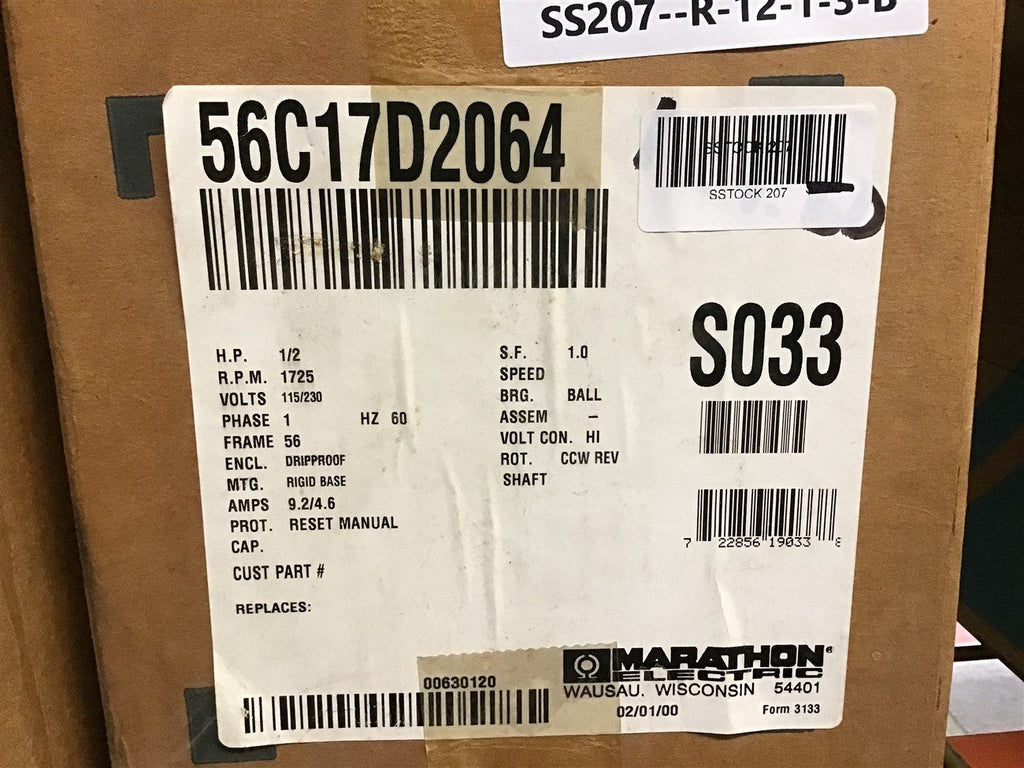 SS207--R-12-1-3-B
56C17D2064
SSTOCK 207
SSTOCK 207
S033
H.P. 1/2
R.P.M. 1725
VOLTS 115/230
PHASE 1 HZ 60
FRAME 56
ENCL. DRIPPROOF
MTG. RIGID BASE
AMPS 9.2/4.6
PROT. RESET MANUAL
CAP.
CUST PART #
REPLACES:
S.F. 1.0
SPEED
BRG. BALL
ASSEM –
VOLT CON. HI
ROT. CCW REV
SHAFT
7 22856 19033 8
00630120
MARATHON®
ELECTRIC
WAUSAU, WISCONSIN 54401
02/01/00 Form 3133